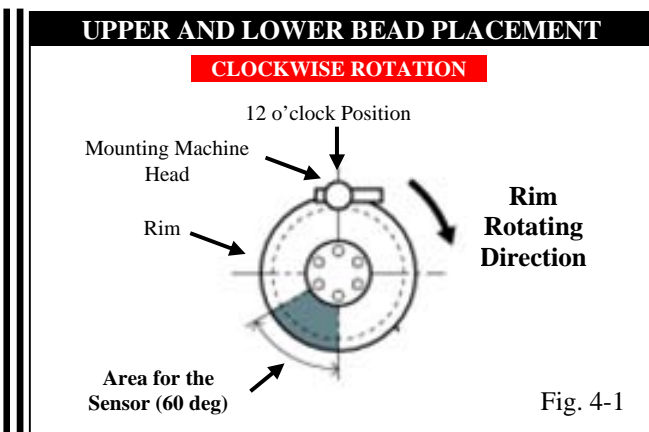 UPPER AND LOWER BEAD PLACEMENT
CLOCKWISE ROTATION
12 o'clock Position
Mounting Machine
Head
Rim
Rim
Rotating
Direction
Area for the
Sensor (60 deg)
Fig. 4-1